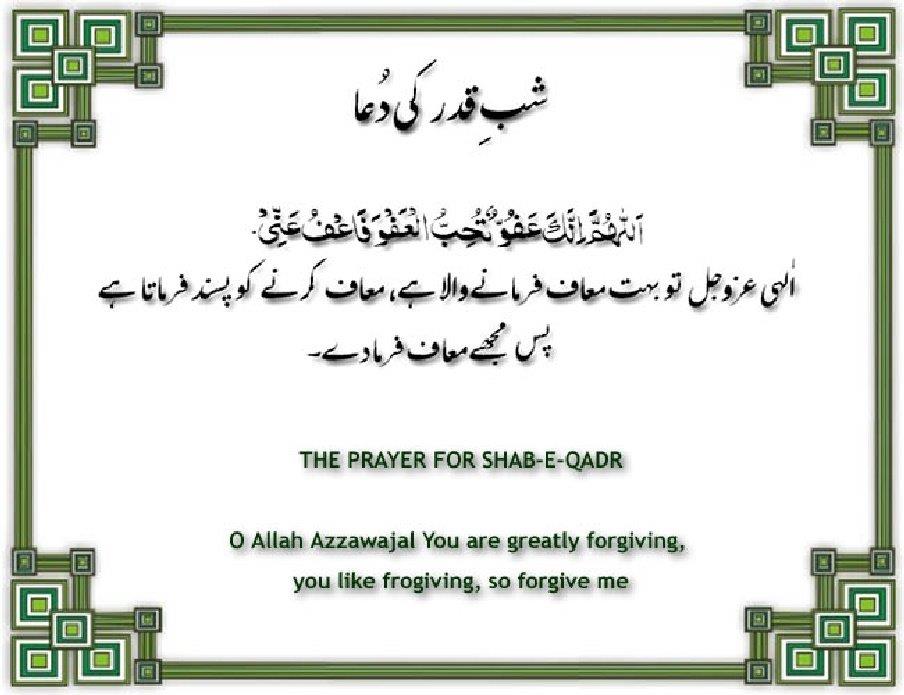 شبِ قدر کی دُعا
اَللّٰهُمَّ اِنَّكَ عَفُوٌّ تُحِبُّ الْعَفْوَ فَاعْفُ عَنِّىْ.
اٰلہی عزوجل تو بہت معاف فرمانے والا ہے، معاف کرنے کو پسند فرماتا ہے
پس مجھے معاف فرمادے۔
THE PRAYER FOR SHAB-E-QADR
O Allah Azzawajal You are greatly forgiving,
you like frogiving, so forgive me